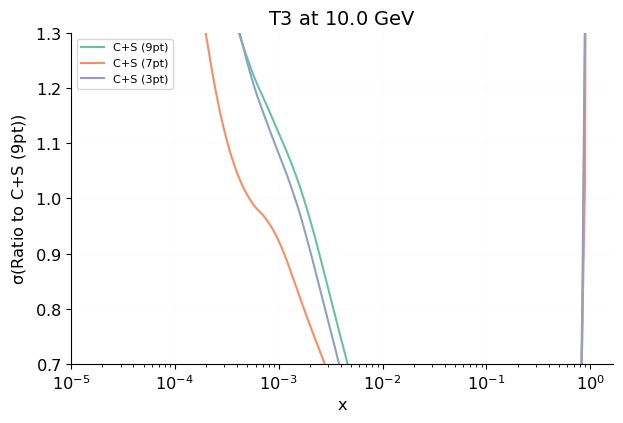 T3 at 10.0 GeV
C+S (9pt)
C+S (7pt)
C+S (3pt)
σ(Ratio to C+S (9pt))
1.3
1.2
1.1
1.0
0.9
0.8
0.7
10⁻⁵ 10⁻⁴ 10⁻³ 10⁻² 10⁻¹ 10⁰
x